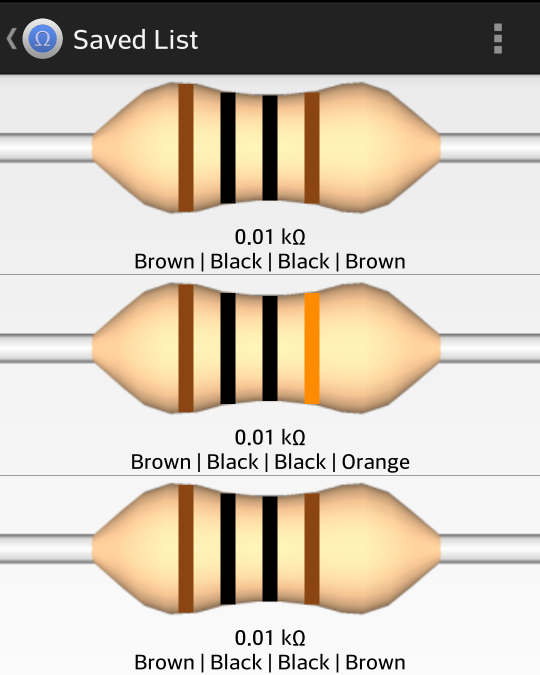 Ω Saved List
0.01 kΩ
Brown | Black | Black | Brown
0.01 kΩ
Brown | Black | Black | Orange
0.01 kΩ
Brown | Black | Black | Brown